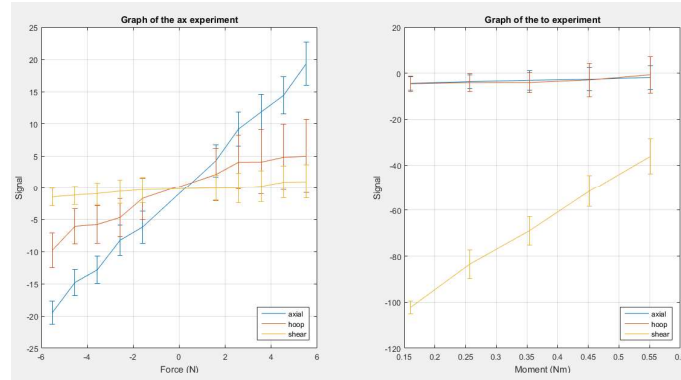 Graph of the ax experiment
25
20
15
10
5
0
-5
-10
-15
-20
-25
Signal
-6
-4
-2
0
2
4
6
Force (N)
axial
hoop
shear
Graph of the to experiment
20
0
-20
-40
-60
-80
-100
-120
Signal
0.15
0.2
0.25
0.3
0.35
0.4
0.45
0.5
0.55
Moment (Nm)
axial
hoop
shear